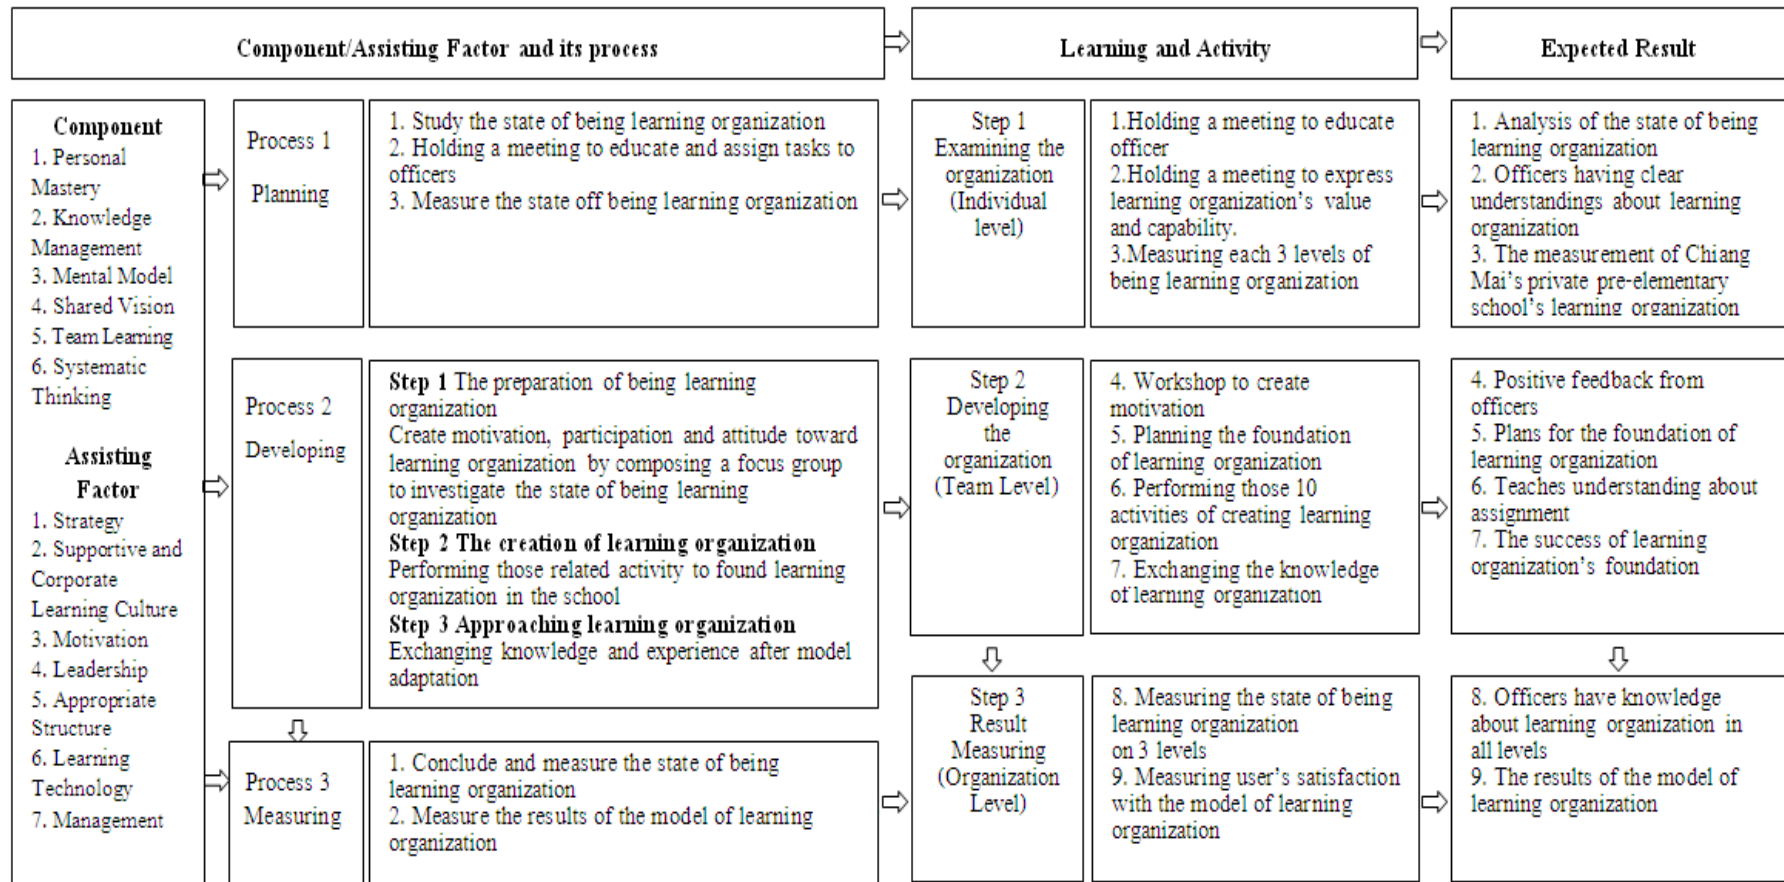 Component/Assisting Factor and its process
Learning and Activity
Expected Result
Component
1. Personal
Mastery
2. Knowledge
Management
3. Mental Model
4. Shared Vision
5. Team Learning
6. Systematic
Thinking
Assisting
Factor
1. Strategy
2. Supportive and
Corporate
Learning Culture
3. Motivation
4. Leadership
5. Appropriate
Structure
6. Learning
Technology
7. Management
Process 1
Planning
1. Study the state of being learning organization
2. Holding a meeting to educate and assign tasks to
officers
3. Measure the state off being learning organization
Step 1
Examining the
organization
(Individual
level)
1.Holding a meeting to educate
officer
2.Holding a meeting to express
learning organization’s value
and capability.
3.Measuring each 3 levels of
being learning organization
1. Analysis of the state of being
learning organization
2. Officers having clear
understandings about learning
organization
3. The measurement of Chiang
Mai’s private pre-elementary
school’s learning organization
Process 2
Developing
Step 1 The preparation of being learning
organization
Create motivation, participation and attitude toward
learning organization by composing a focus group
to investigate the state of being learning
organization
Step 2 The creation of learning organization
Performing those related activity to found learning
organization in the school
Step 3 Approaching learning organization
Exchanging knowledge and experience after model
adaptation
Step 2
Developing
the
organization
(Team Level)
4. Workshop to create
motivation
5. Planning the foundation
of learning organization
6. Performing those 10
activities of creating learning
organization
7. Exchanging the knowledge
of learning organization
4. Positive feedback from
officers
5. Plans for the foundation of
learning organization
6. Teaches understanding about
assignment
7. The success of learning
organization’s foundation
Process 3
Measuring
1. Conclude and measure the state of being
learning organization
2. Measure the results of the model of learning
organization
Step 3
Result
Measuring
(Organization
Level)
8. Measuring the state of being
learning organization
on 3 levels
9. Measuring user’s satisfaction
with the model of learning
organization
8. Officers have knowledge
about learning organization in
all levels
9. The results of the model of
learning organization